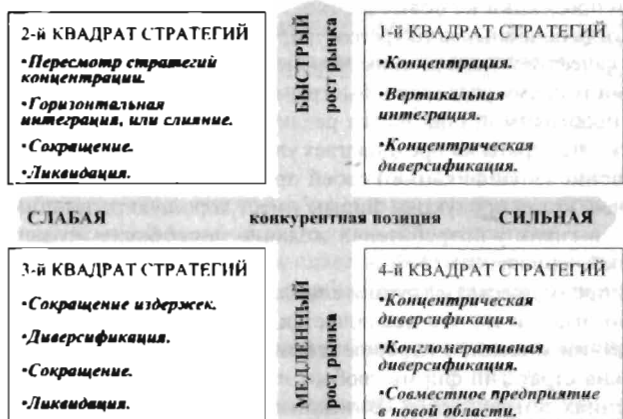 2-й КВАДРАТ СТРАТЕГИЙ
•Пересмотр стратегий
концентрации.
•Горизонтальная
интеграция, или слияние.
•Сокращение.
•Ликвидация.
БЫСТРЫЙ
рост рынка
1-й КВАДРАТ СТРАТЕГИЙ
•Концентрация.
•Вертикальная
интеграция.
•Концентрическая
диверсификация.
СЛАБАЯ конкурентная позиция СИЛЬНАЯ
3-й КВАДРАТ СТРАТЕГИЙ
•Сокращение издержек.
•Диверсификация.
•Сокращение.
•Ликвидация.
МЕДЛЕННЫЙ
рост рынка
4-й КВАДРАТ СТРАТЕГИЙ
•Концентрическая
диверсификация.
•Конгломеративная
диверсификация.
•Совместное предприятие
в новой области.